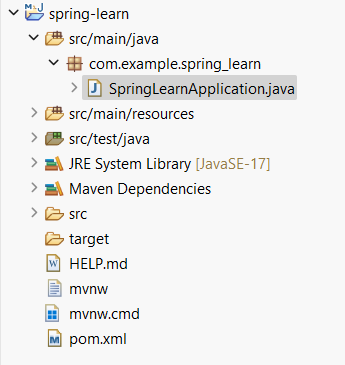 spring-learn
src/main/java
com.example.spring_learn
SpringLearnApplication.java
src/main/resources
src/test/java
JRE System Library [JavaSE-17]
Maven Dependencies
src
target
HELP.md
mvnw
mvnw.cmd
pom.xml